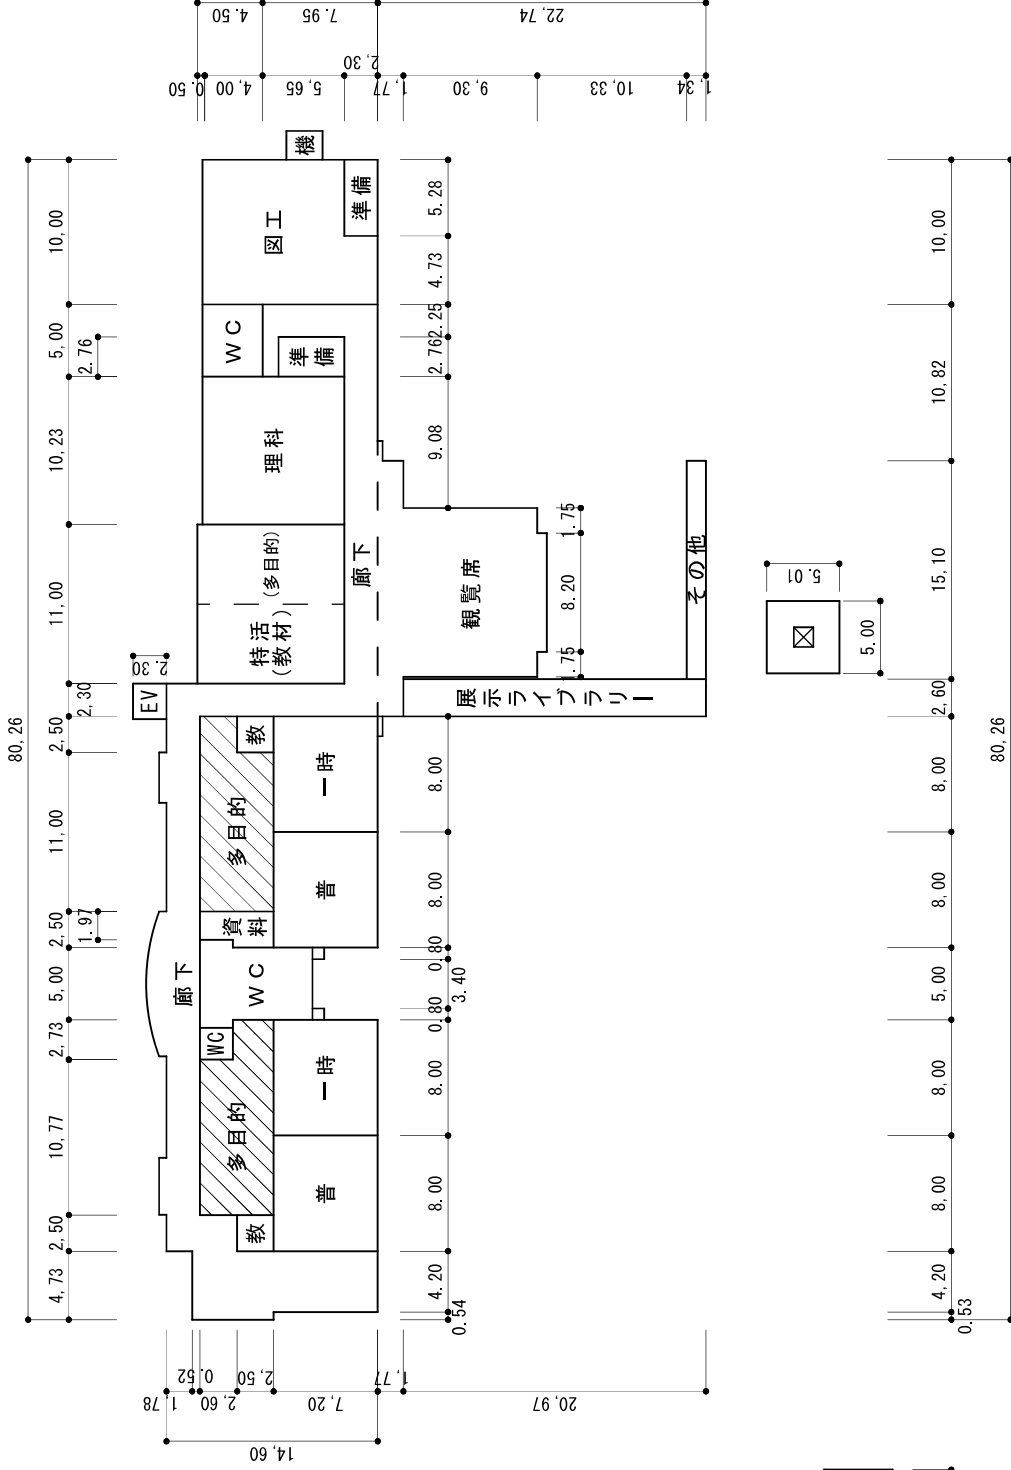 4.50
7.95
22,74
2,30
0.50
4,00
5,65
1,77
9,30
10,33
1,34
機
10,00
準備
5.28
10,00
図工
4.73
5,00
2.76
WC
準備
2.25
2.76
10,82
10,23
理科
9.08
11,00
(多目的)
特活
(教材)
廊下
観覧席
1.75
8.20
1.75
その他
15,10
5.01
5.00
2,30
2.30
EV
展示ライブラリー
2,60
80,26
80,26
2,50
教
一時
8.00
8,00
11,00
多目的
普
8.00
8,00
2,50
1.97
資料
0.80
5,00
廊下
WC
3.40
5,00
0.80
2,73
WC
一時
8.00
8,00
10,77
多目的
普
8.00
8,00
2,50
教
4,73
4.20
4,20
0.54
0.53
1,78
0.52
2,60
2,50
7,20
1,77
20,97
14,60